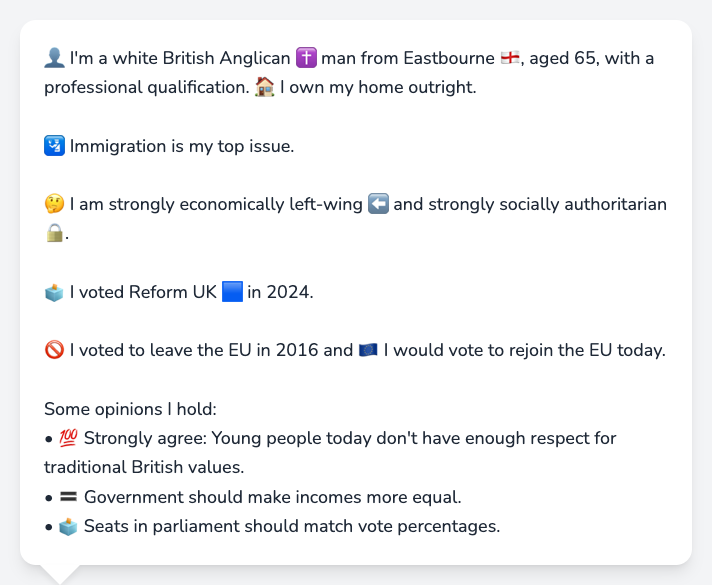 👤 I'm a white British Anglican ✝️ man from Eastbourne 🏴󠁧󠁢󠁥󠁮󠁧󠁿, aged 65, with a
professional qualification. 🏠 I own my home outright.
🛂 Immigration is my top issue.
🤔 I am strongly economically left-wing ⬅️ and strongly socially authoritarian
🔒.
🗳️ I voted Reform UK 🟦 in 2024.
🚫 I voted to leave the EU in 2016 and 🇪🇺 I would vote to rejoin the EU today.
Some opinions I hold:
• 💯 Strongly agree: Young people today don't have enough respect for
traditional British values.
• 🟰 Government should make incomes more equal.
• 🗳️ Seats in parliament should match vote percentages.